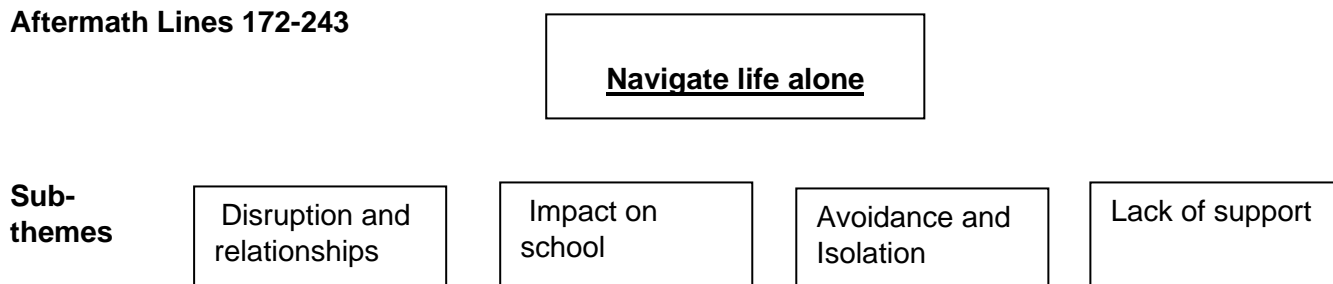 Aftermath Lines 172-243
Navigate life alone
Sub-
themes
Disruption and
relationships
Impact on
school
Avoidance and
Isolation
Lack of support